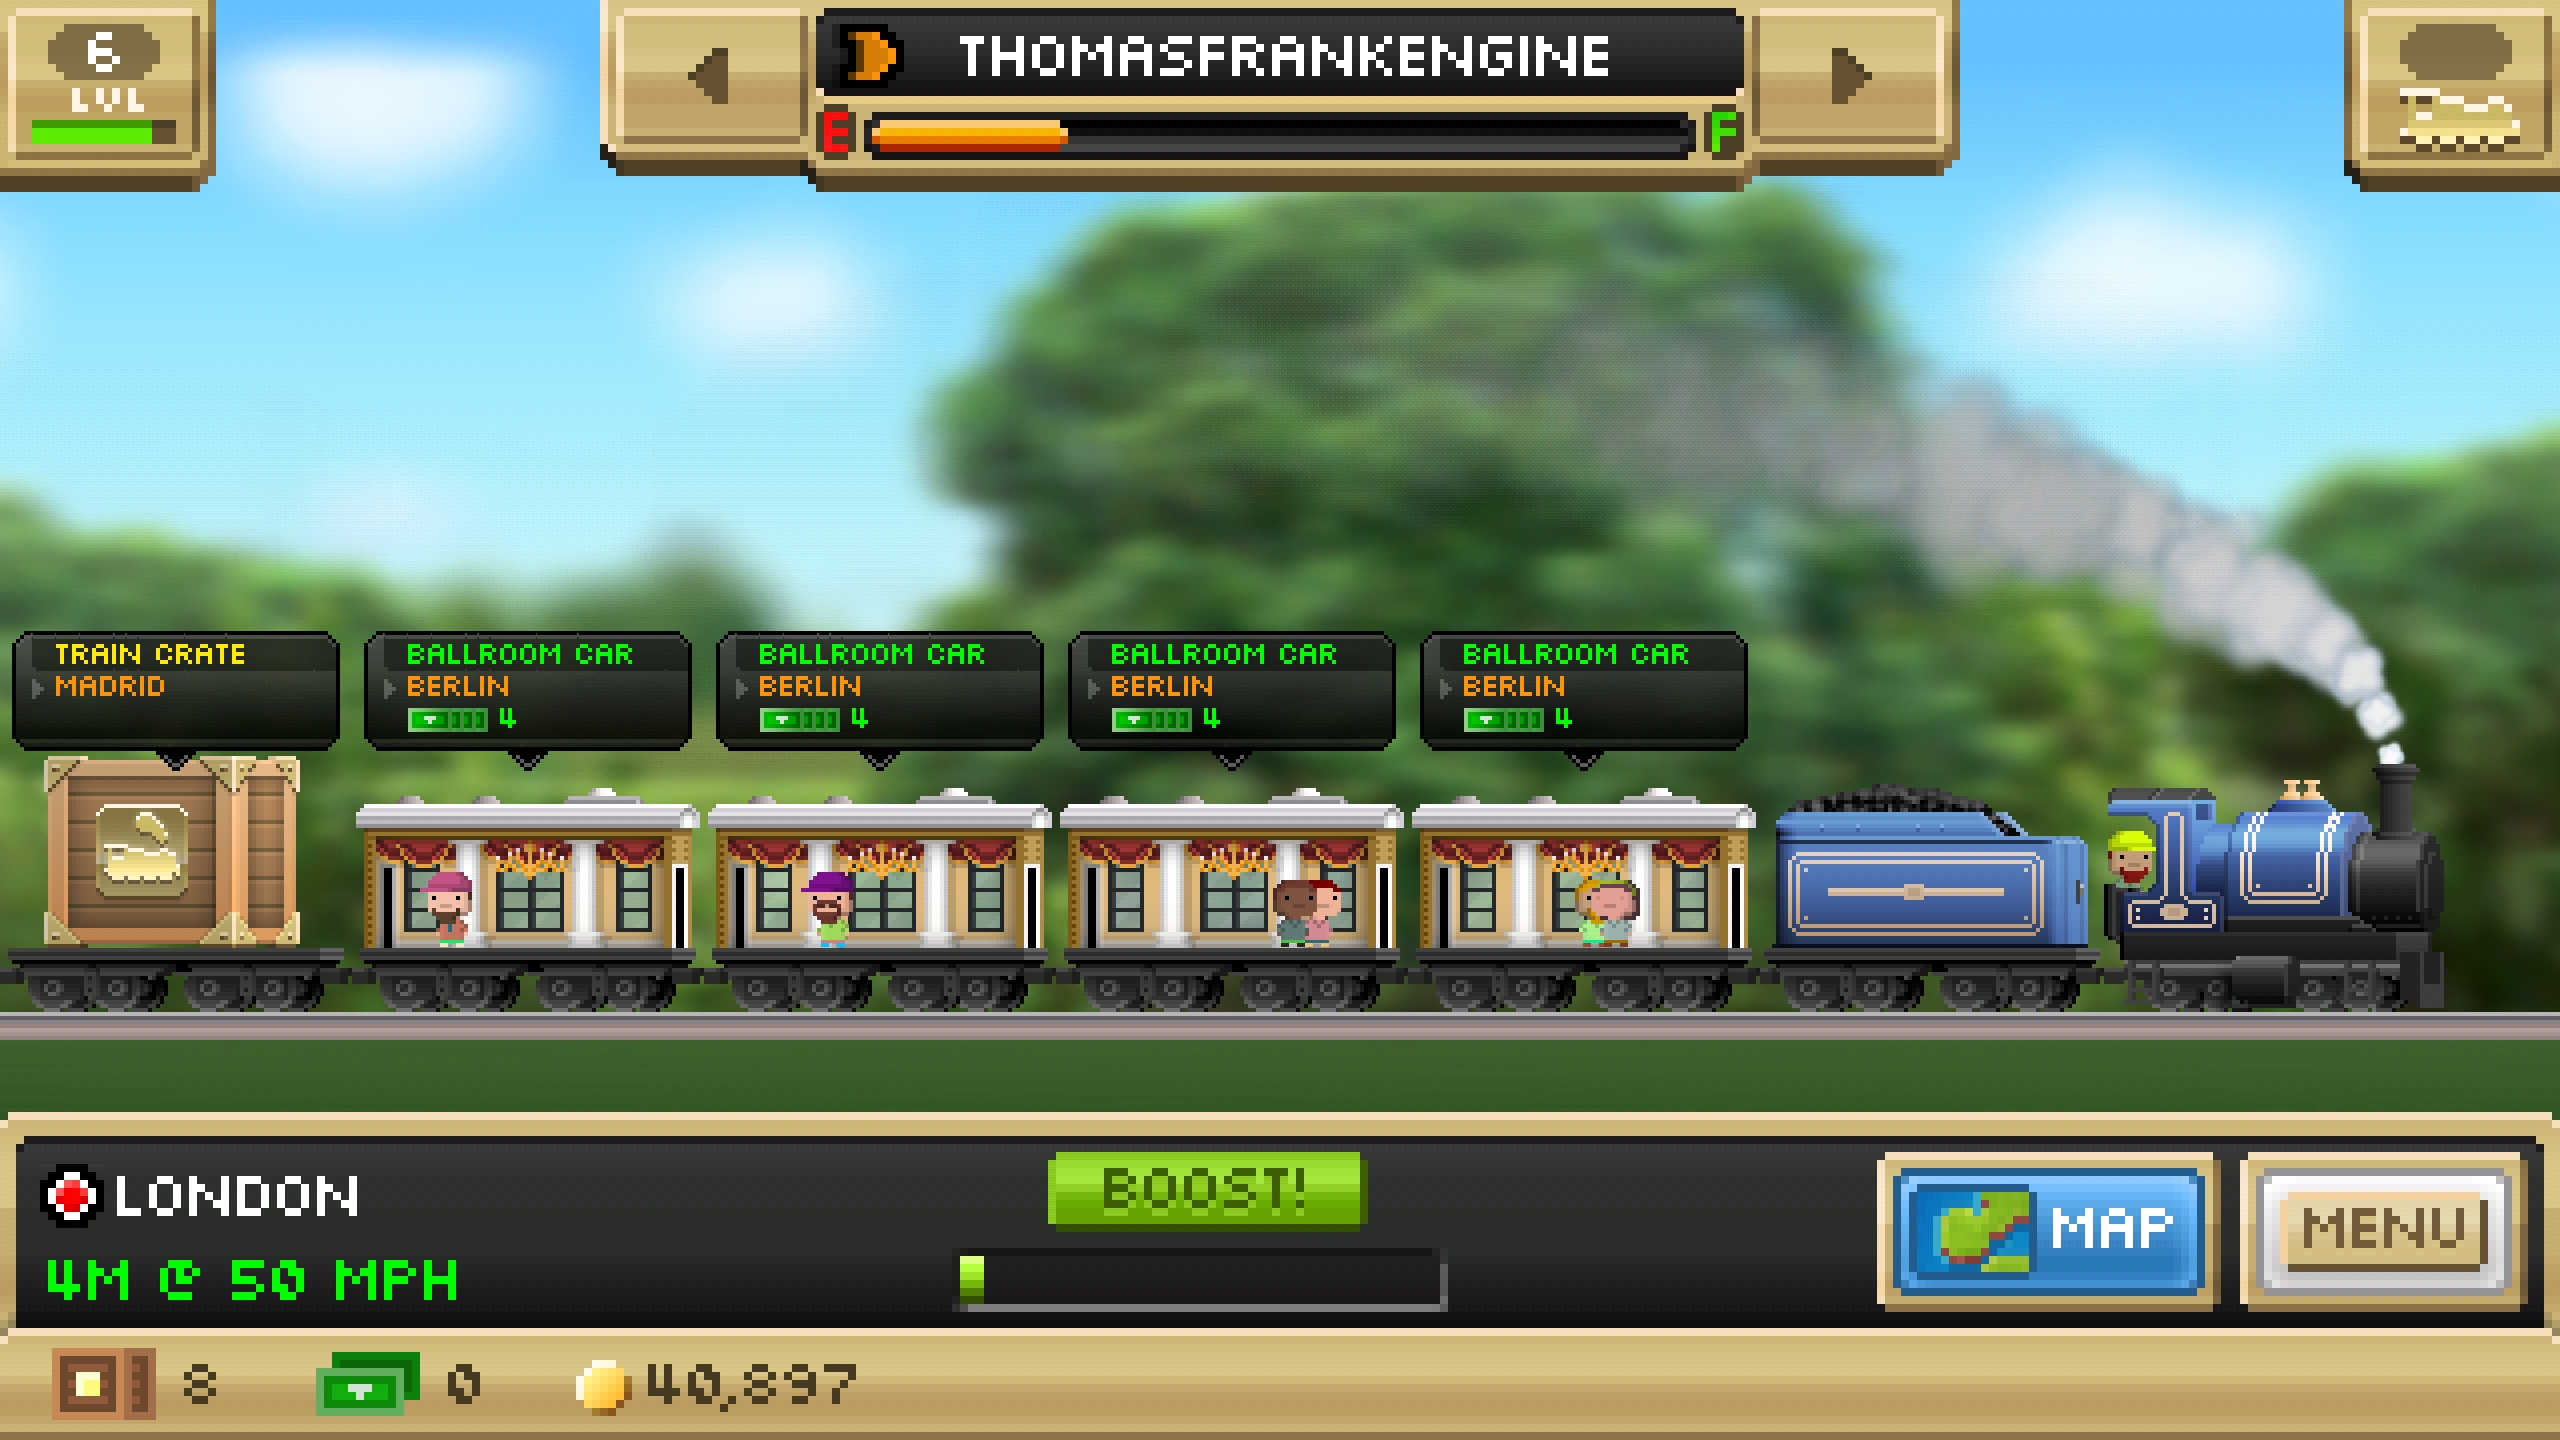 6
LVL
THOMASFRANKENGINE
E
F
TRAIN CRATE
MADRID
BALLROOM CAR
BERLIN
4
BALLROOM CAR
BERLIN
4
BALLROOM CAR
BERLIN
4
BALLROOM CAR
BERLIN
4
LONDON
4M @ 50 MPH
BOOST!
MAP
MENU
8
0
40,897